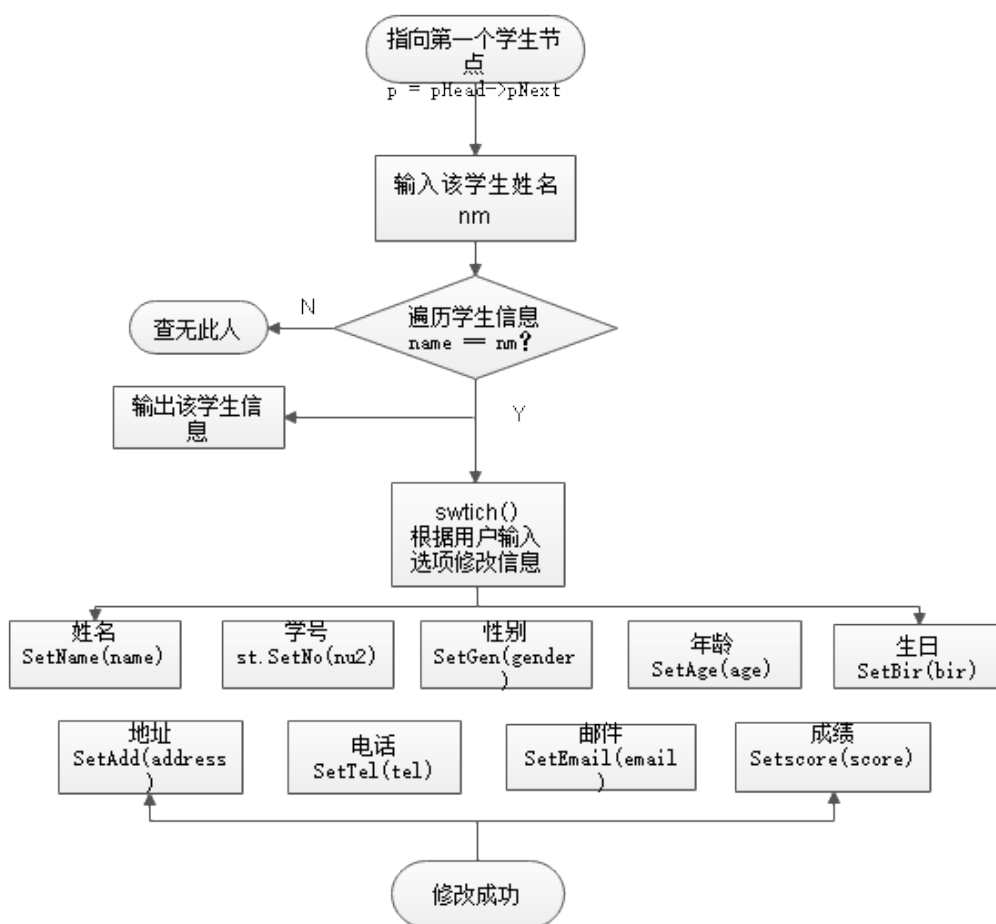 指向第一个学生节
点
p = pHead->pNext
输入该学生姓名
nm
N
遍历学生信息
name == nm?
查无此人
输出该学生信
息
Y
swtich()
根据用户输入
选项修改信息
姓名
SetName(name)
学号
st.SetNo(nu2)
性别
SetGen(gender
)
年龄
SetAge(age)
生日
SetBir(bir)
地址
SetAdd(address
)
电话
SetTel(tel)
邮件
SetEmail(email
)
成绩
Setscore(score)
修改成功